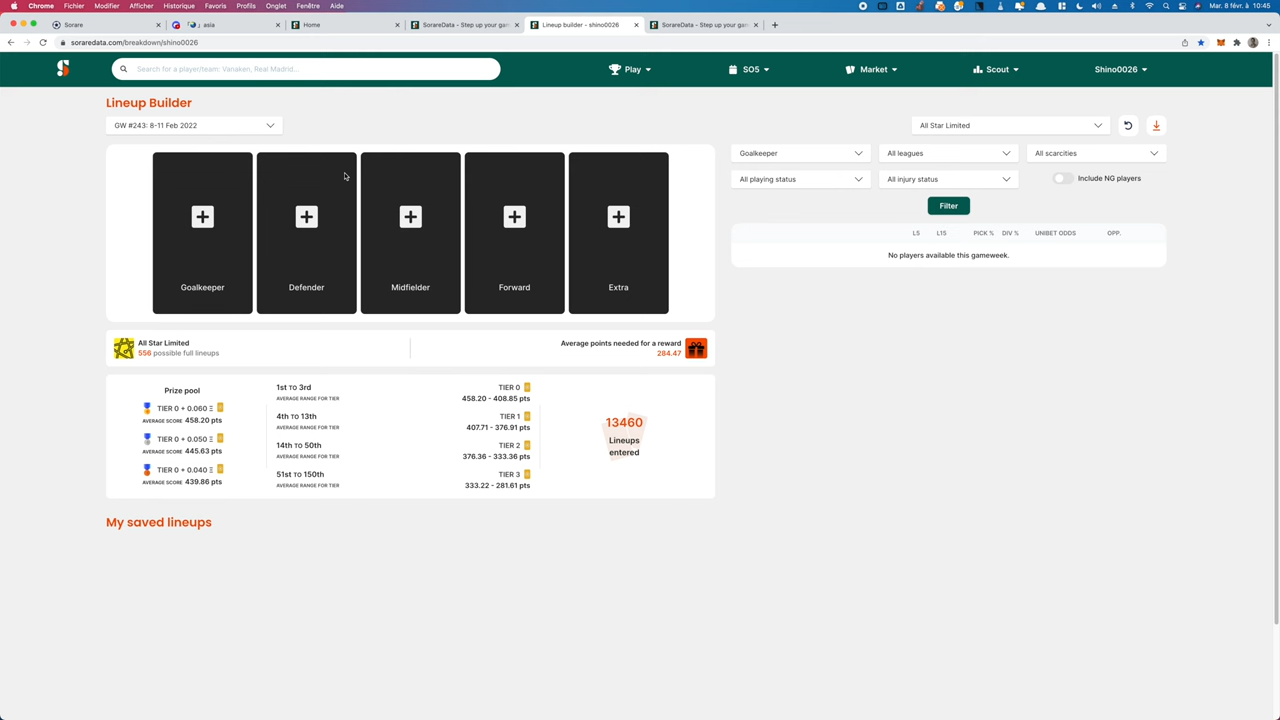 Chrome Fichier Modifier Afficher Historique Favoris Profils Onglet Fenêtre Aide Mar. 8 févr. à 10:45
Sorare asia Home SorareData - Step up your gam Lineup builder - shino0026 SorareData - Step up your gam
soraredata.com/breakdown/shino0026
Search for a player/team: Vanaken, Real Madrid... Play SO5 Market Scout Shino0026
Lineup Builder
GW #243: 8-11 Feb 2022 All Star Limited
Goalkeeper All leagues All scarcities
All playing status All injury status Include NG players
Filter
L5 L15 PICK % DIV % UNIBET ODDS OPP.
No players available this gameweek.
Goalkeeper Defender Midfielder Forward Extra
All Star Limited Average points needed for a reward
556 possible full lineups 284.47
Prize pool
TIER 0 + 0.060 Ξ
AVERAGE SCORE 458.20 pts
TIER 0 + 0.050 Ξ
AVERAGE SCORE 445.63 pts
TIER 0 + 0.040 Ξ
AVERAGE SCORE 439.86 pts
1st TO 3rd TIER 0
AVERAGE RANGE FOR TIER 458.20 - 408.85 pts
4th TO 13th TIER 1
AVERAGE RANGE FOR TIER 407.71 - 376.91 pts
14th TO 50th TIER 2
AVERAGE RANGE FOR TIER 376.36 - 333.36 pts
51st TO 150th TIER 3
AVERAGE RANGE FOR TIER 333.22 - 281.61 pts
13460
Lineups
entered
My saved lineups